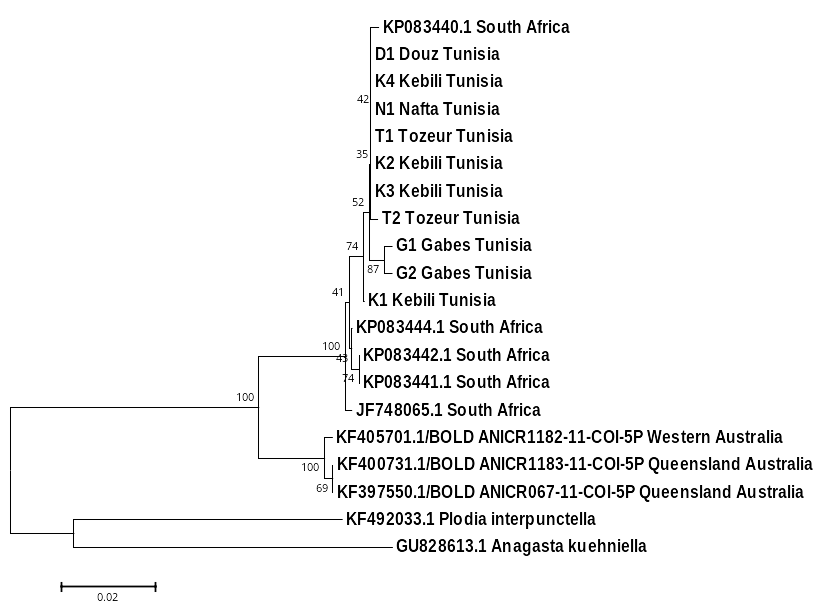 KP083440.1 South Africa
D1 Douz Tunisia
K4 Kebili Tunisia
42
N1 Nafta Tunisia
T1 Tozeur Tunisia
35
K2 Kebili Tunisia
K3 Kebili Tunisia
52
T2 Tozeur Tunisia
74
G1 Gabes Tunisia
87
G2 Gabes Tunisia
41
K1 Kebili Tunisia
KP083444.1 South Africa
100
43
KP083442.1 South Africa
74
KP083441.1 South Africa
100
JF748065.1 South Africa
KF405701.1/BOLD ANICR1182-11-COI-5P Western Australia
100
KF400731.1/BOLD ANICR1183-11-COI-5P Queensland Australia
69
KF397550.1/BOLD ANICR067-11-COI-5P Queensland Australia
KF492033.1 Plodia interpunctella
GU828613.1 Anagasta kuehniella
0.02